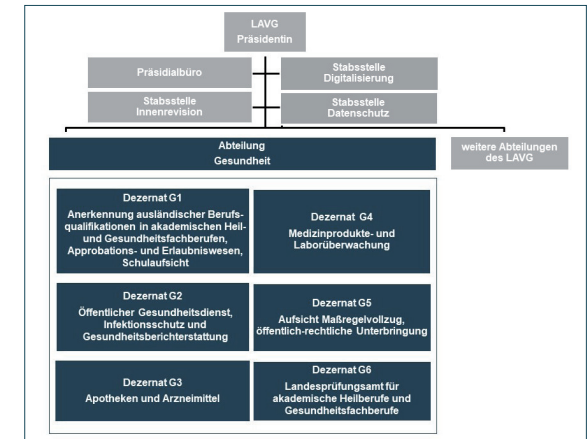 LAVG
Präsidentin
Präsidialbüro
Stabsstelle
Digitalisierung
Stabsstelle
Innenrevision
Stabsstelle
Datenschutz
Abteilung
Gesundheit
weitere Abteilungen
des LAVG
Dezernat G1
Anerkennung ausländischer Berufs-
qualifikationen in akademischen Heil-
und Gesundheitsfachberufen,
Approbations- und Erlaubniswesen,
Schulaufsicht
Dezernat G4
Medizinprodukte- und
Laborüberwachung
Dezernat G2
Öffentlicher Gesundheitsdienst,
Infektionsschutz und
Gesundheitsberichterstattung
Dezernat G5
Aufsicht Maßregelvollzug,
öffentlich-rechtliche Unterbringung
Dezernat G3
Apotheken und Arzneimittel
Dezernat G6
Landesprüfungsamt für
akademische Heilberufe und
Gesundheitsfachberufe